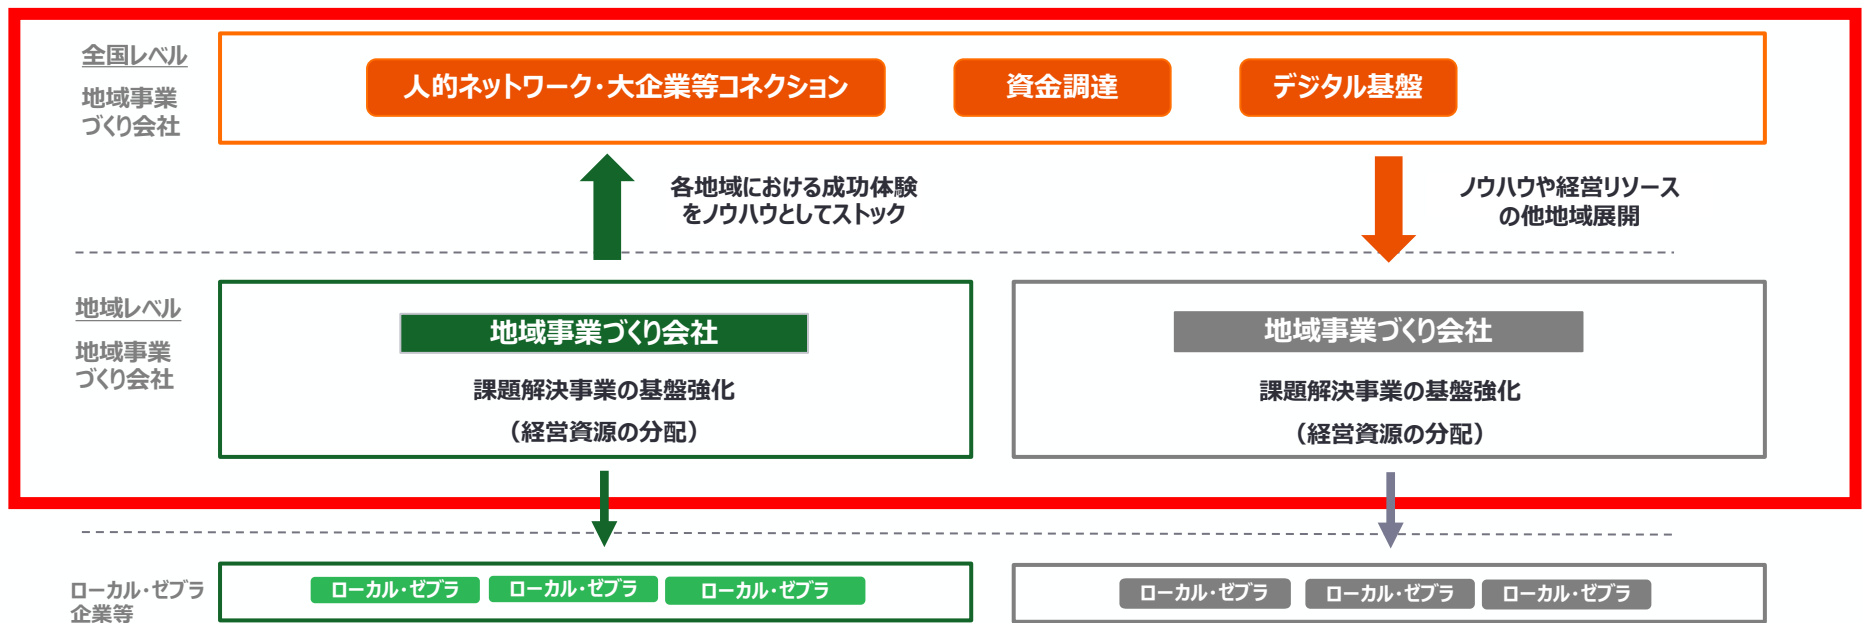 全国レベル
地域事業
づくり会社
人的ネットワーク・大企業等コネクション
資金調達
デジタル基盤
各地域における成功体験
をノウハウとしてストック
ノウハウや経営リソース
の他地域展開
地域レベル
地域事業
づくり会社
地域事業づくり会社
課題解決事業の基盤強化
（経営資源の分配）
地域事業づくり会社
課題解決事業の基盤強化
（経営資源の分配）
ローカル・ゼブラ
企業等
ローカル・ゼブラ
ローカル・ゼブラ
ローカル・ゼブラ
ローカル・ゼブラ
ローカル・ゼブラ
ローカル・ゼブラ